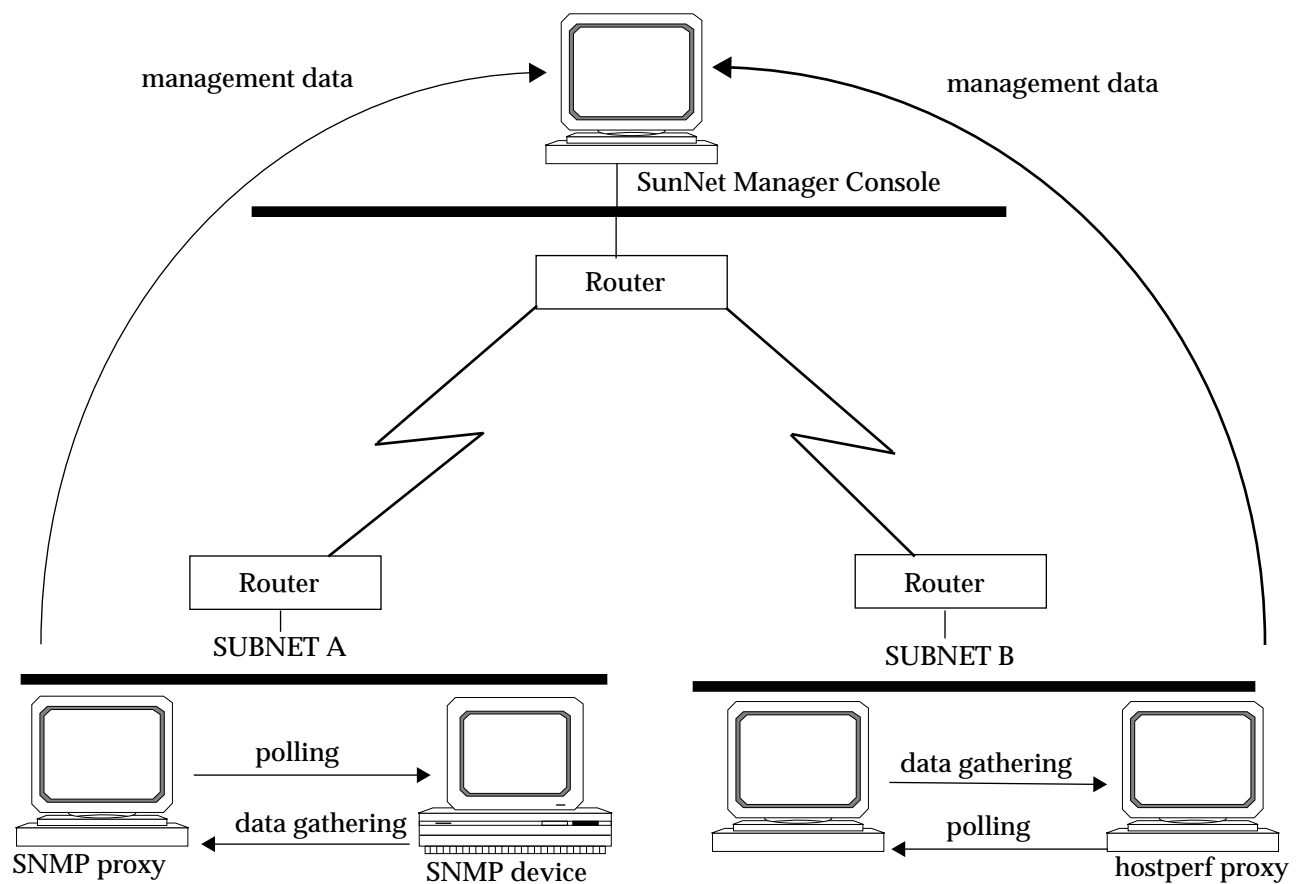 management data
management data
SunNet Manager Console
Router
Router
Router
SUBNET A
SUBNET B
polling
data gathering
data gathering
polling
SNMP proxy
SNMP device
hostperf proxy